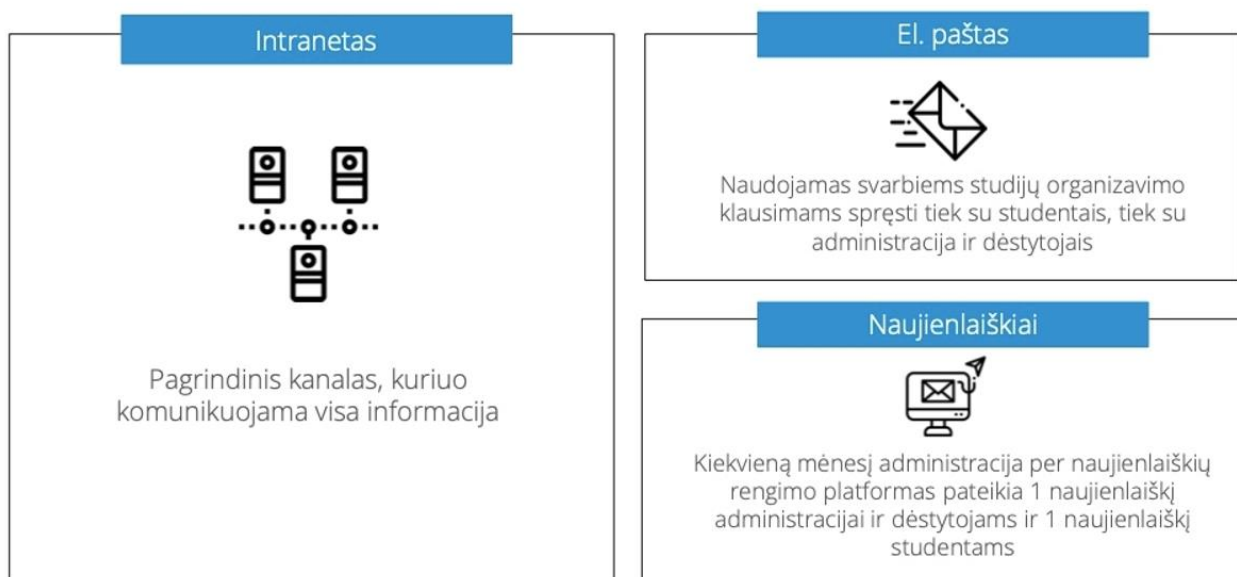 Intranetas
Pagrindinis kanalas, kuriuo
komunikuojama visa informacija
El. paštas
Naudojamas svarbiems studijų organizavimo
klausimams spręsti tiek su studentais, tiek su
administracija ir dėstytojais
Naujienlaiškiai
Kiekvieną mėnesį administracija per naujienlaiškių
rengimo platformas pateikia 1 naujienlaiškį
administracijai ir dėstytojams ir 1 naujienlaiškį
studentams